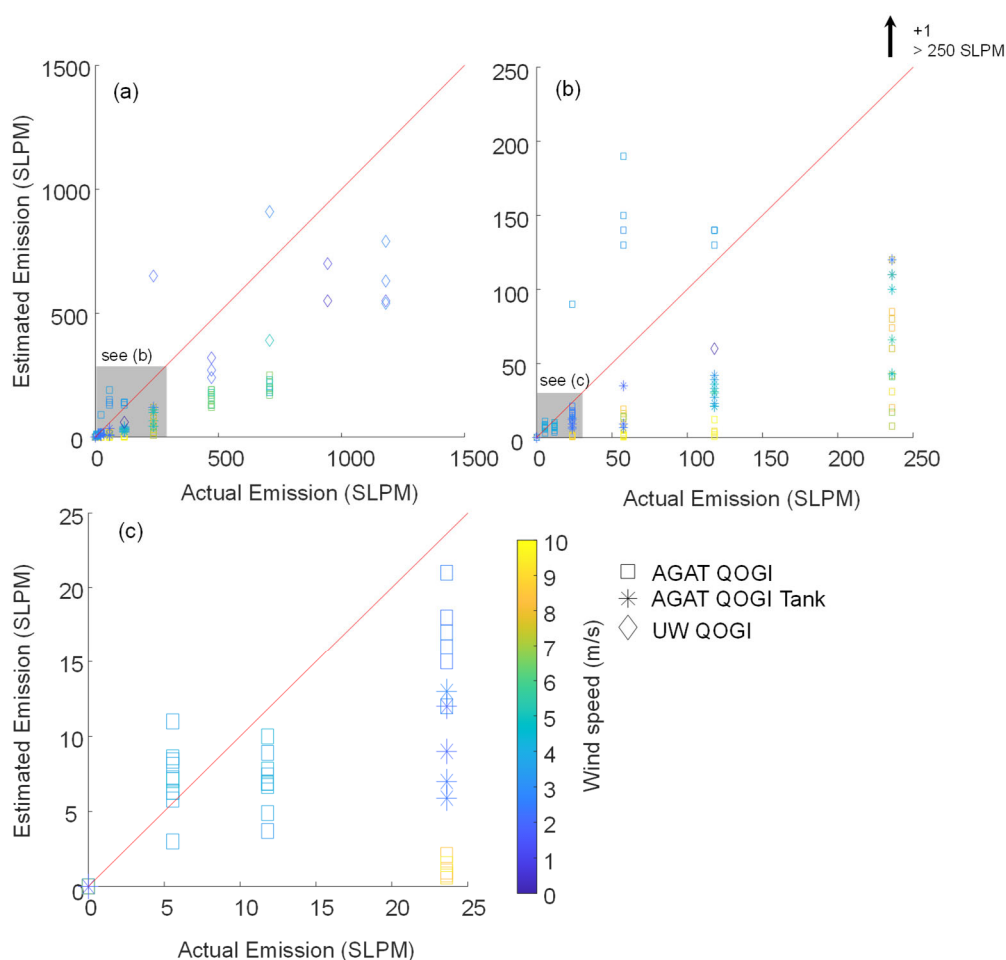 +1
> 250 SLPM
1500
(a)
1000
500
0
see (b)
0
500
1000
1500
Estimated Emission (SLPM)
Actual Emission (SLPM)
250
(b)
200
150
100
50
0
see (c)
0
50
100
150
200
250
Estimated Emission (SLPM)
Actual Emission (SLPM)
25
(c)
20
15
10
5
0
0
5
10
15
20
25
Estimated Emission (SLPM)
Actual Emission (SLPM)
10
9
8
7
6
5
4
3
2
1
0
Wind speed (m/s)
AGAT QOGI
AGAT QOGI Tank
UW QOGI